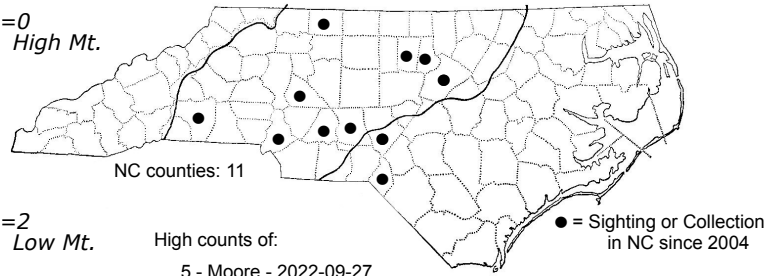 =0
High Mt.
NC counties: 11
=2
Low Mt.
High counts of:
● = Sighting or Collection
in NC since 2004
5 - Moore - 2022-09-27